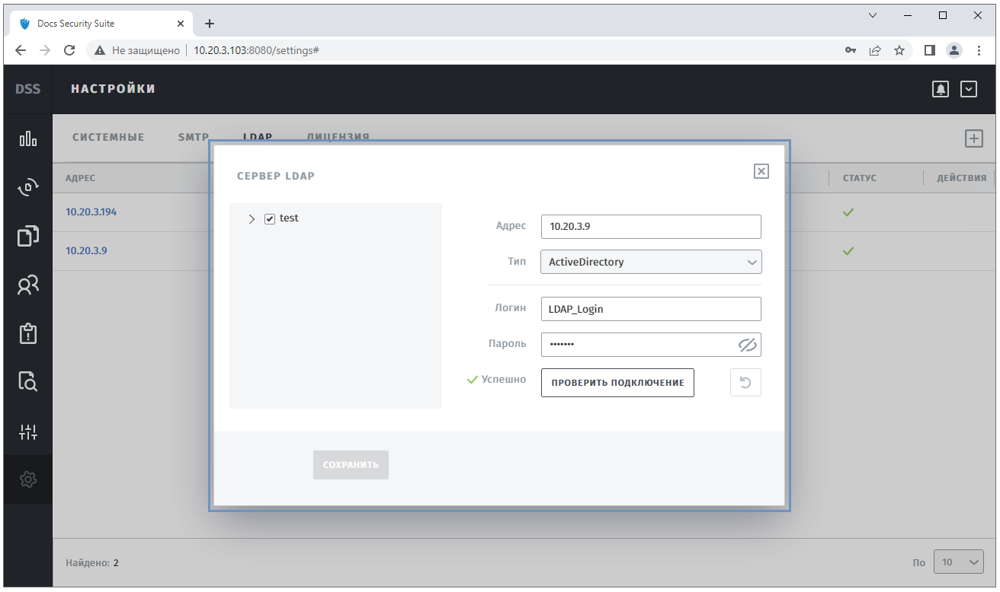 Docs Security Suite
Не защищено 10.20.3.103:8080/settings#
DSS НАСТРОЙКИ
СИСТЕМНЫЕ SMTP LDAP ЛИЦЕНЗИЯ
АДРЕС СТАТУС ДЕЙСТВИЯ
10.20.3.194
10.20.3.9
СЕРВЕР LDAP
test
Адрес 10.20.3.9
Тип ActiveDirectory
Логин LDAP_Login
Пароль •••••••
Успешно ПРОВЕРИТЬ ПОДКЛЮЧЕНИЕ
СОХРАНИТЬ
Найдено: 2 По 10